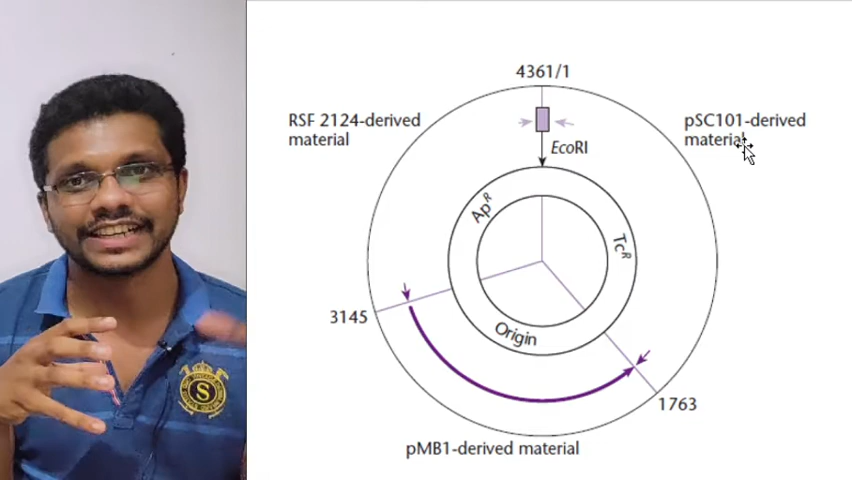 4361/1
RSF 2124-derived
material
pSC101-derived
material
EcoRI
Ap^R
Tc^R
3145
Origin
1763
pMB1-derived material
S